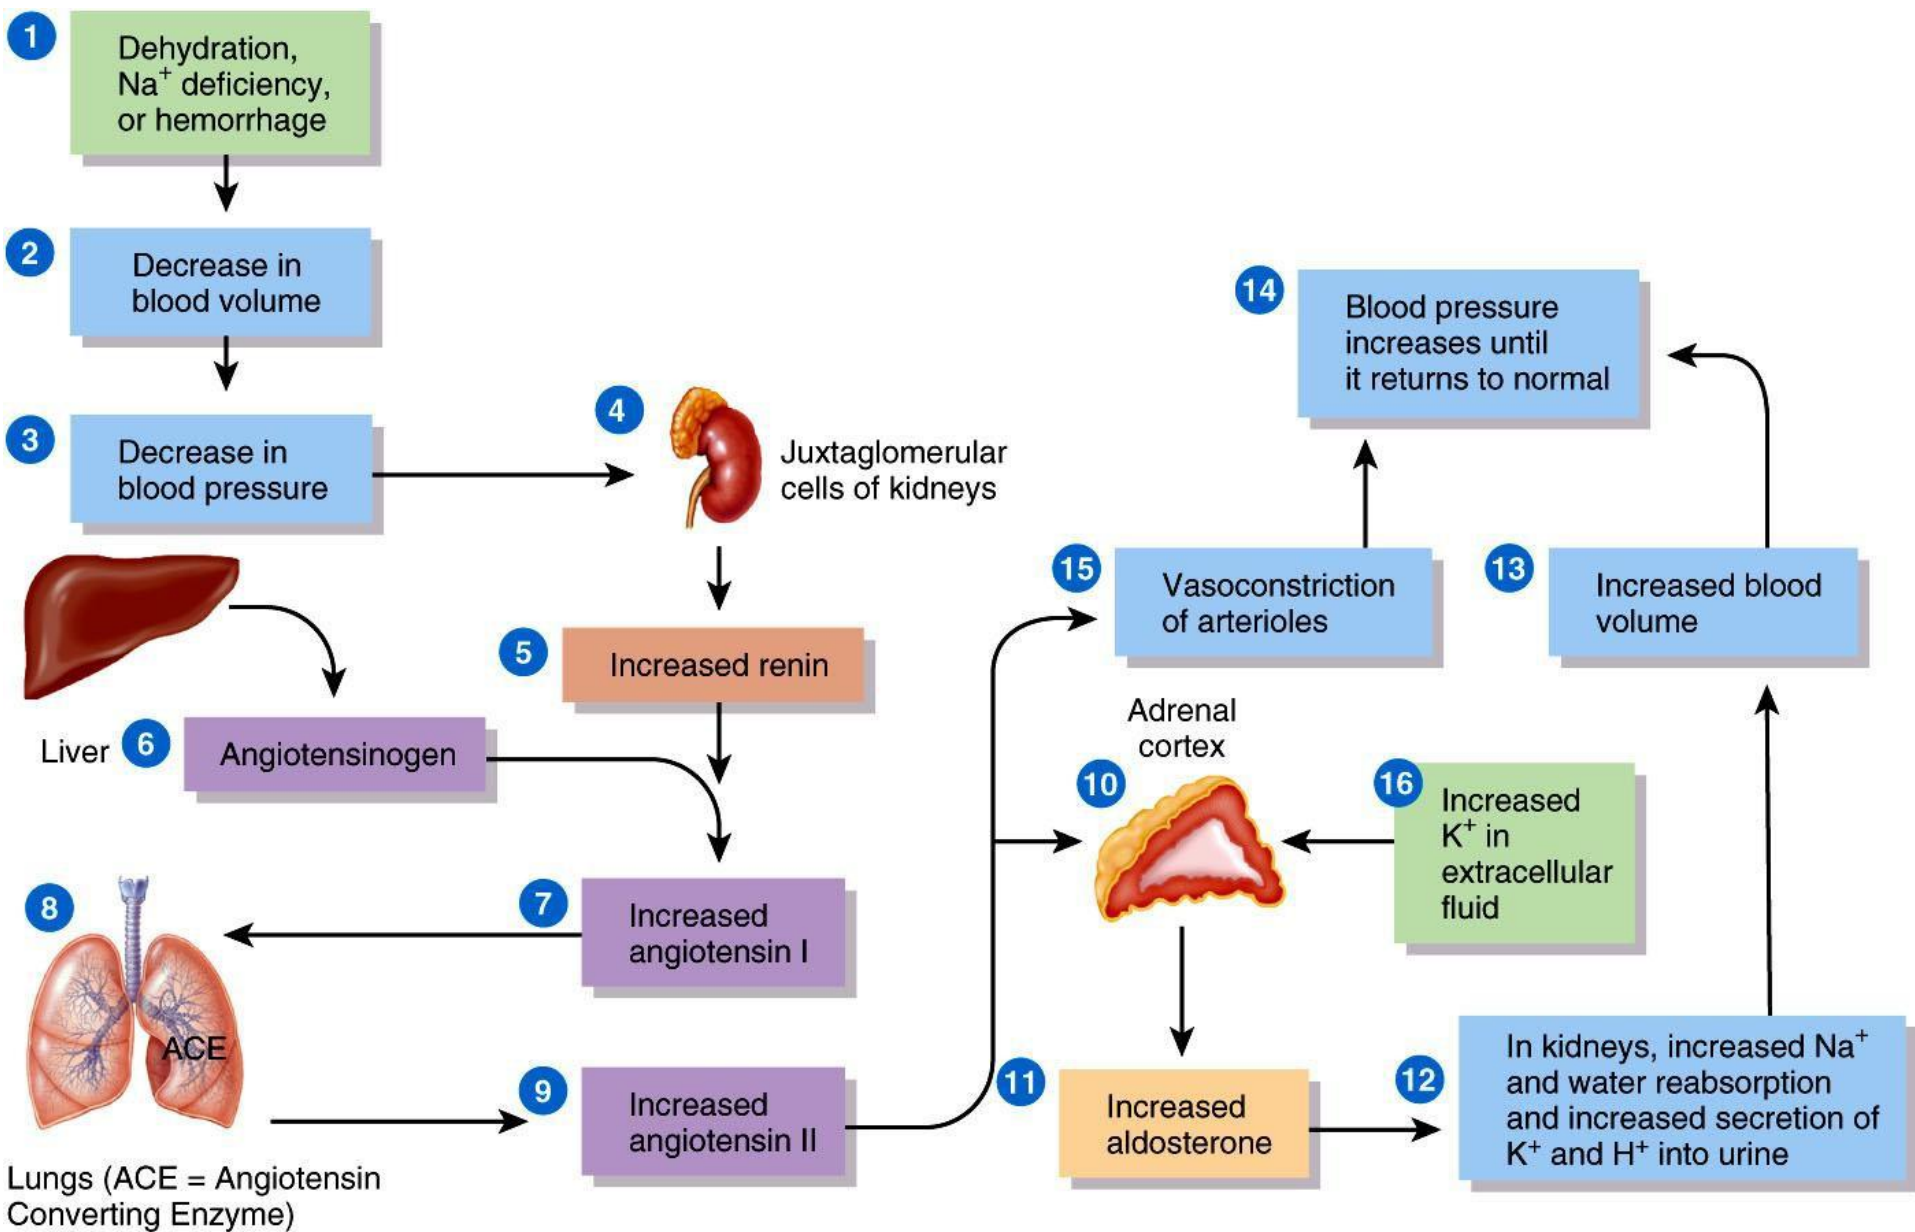 1
Dehydration,
Na⁺ deficiency,
or hemorrhage
2
Decrease in
blood volume
3
Decrease in
blood pressure
4
Juxtaglomerular
cells of kidneys
5
Increased renin
Liver
6
Angiotensinogen
7
Increased
angiotensin I
8
ACE
Lungs (ACE = Angiotensin
Converting Enzyme)
9
Increased
angiotensin II
10
Adrenal
cortex
11
Increased
aldosterone
12
In kidneys, increased Na⁺
and water reabsorption
and increased secretion of
K⁺ and H⁺ into urine
13
Increased blood
volume
14
Blood pressure
increases until
it returns to normal
15
Vasoconstriction
of arterioles
16
Increased
K⁺ in
extracellular
fluid